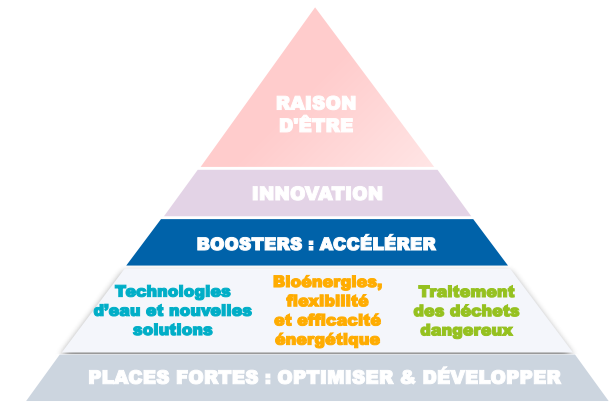 RAISON
D'ÊTRE
INNOVATION
BOOSTERS : ACCÉLÉRER
Technologies
d'eau et nouvelles
solutions
Bioénergies,
flexibilité
et efficacité
énergétique
Traitement
des déchets
dangereux
PLACES FORTES : OPTIMISER & DÉVELOPPER